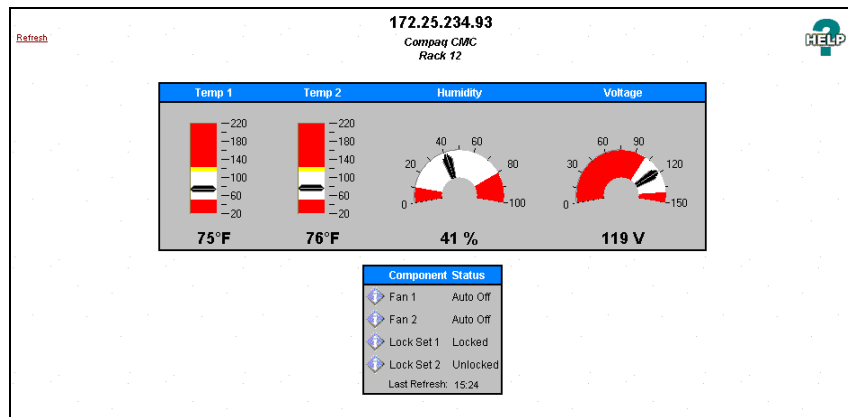 172.25.234.93
Refresh
Compaq CMC
Rack 12
HELP
Temp 1 Temp 2 Humidity Voltage
220
180
140
100
60
20
220
180
140
100
60
20
0 20 40 60 80 100
0 30 60 90 120 150
75°F 76°F 41 % 119 V
Component Status
Fan 1 Auto Off
Fan 2 Auto Off
Lock Set 1 Locked
Lock Set 2 Unlocked
Last Refresh: 15:24